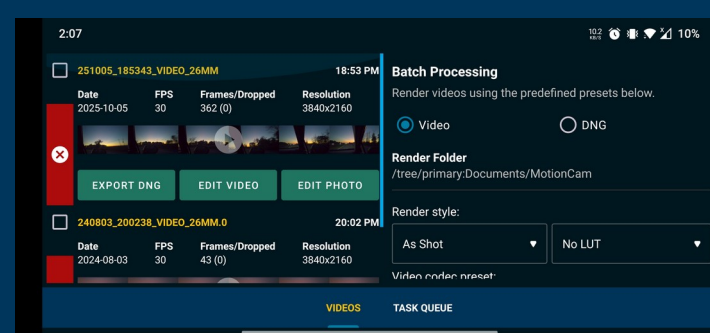 2:07
10.2 KB/S 10%
251005_185343_VIDEO_26MM 18:53 PM
Date FPS Frames/Dropped Resolution
2025-10-05 30 362 (0) 3840x2160
EXPORT DNG EDIT VIDEO EDIT PHOTO
240803_200238_VIDEO_26MM.0 20:02 PM
Date FPS Frames/Dropped Resolution
2024-08-03 30 43 (0) 3840x2160
Batch Processing
Render videos using the predefined presets below.
Video DNG
Render Folder
/tree/primary:Documents/MotionCam
Render style:
As Shot No LUT
Video codec preset:
VIDEOS TASK QUEUE